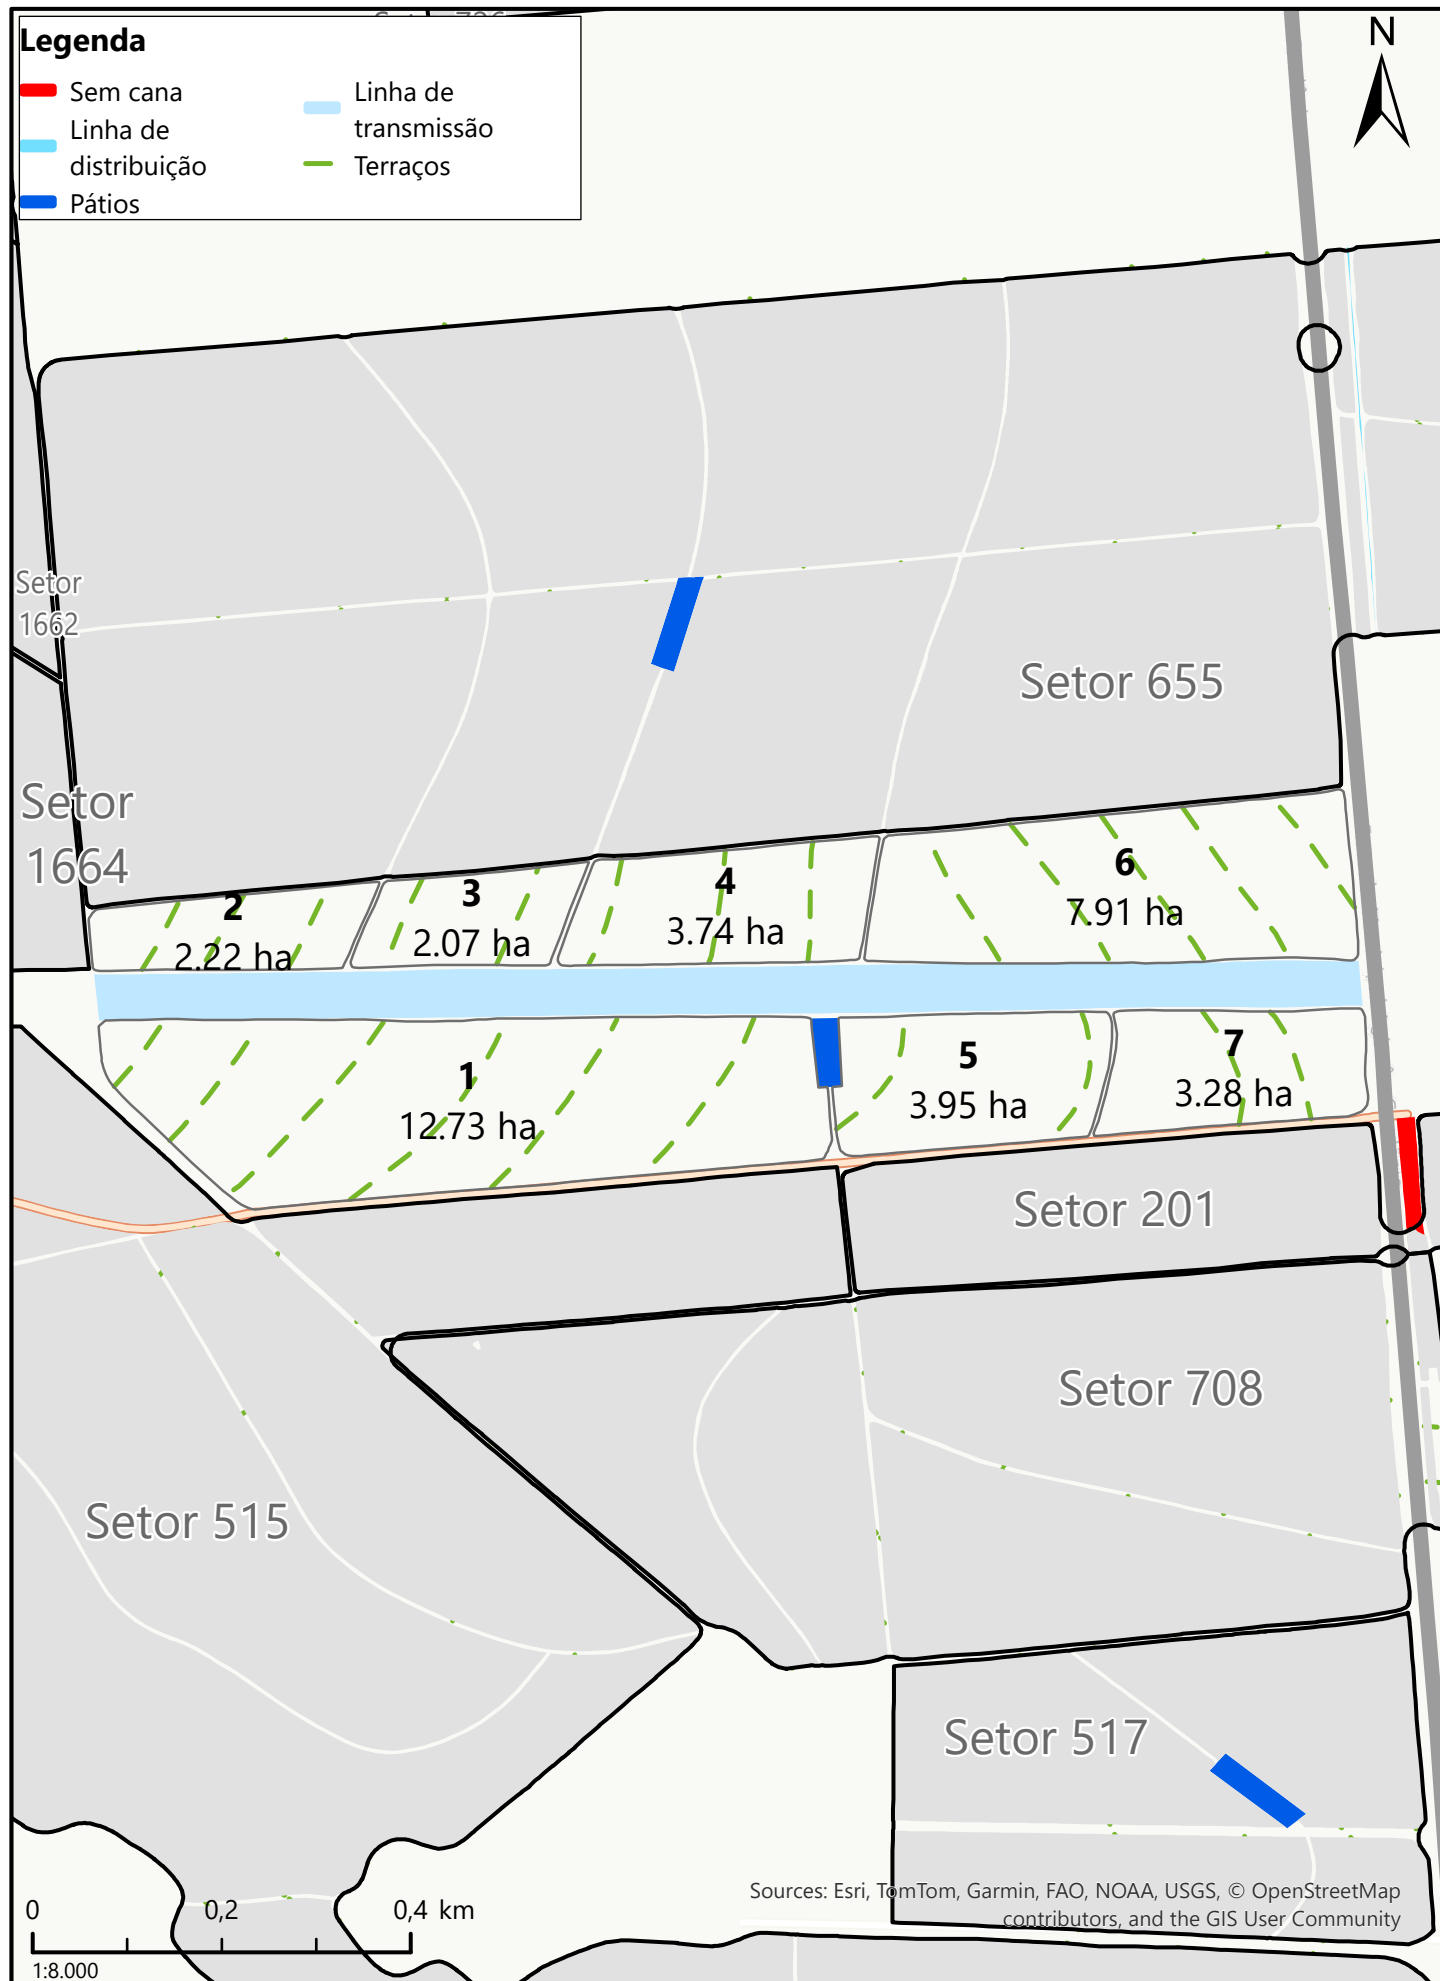 Legenda
Sem cana
Linha de
distribuição
Pátios
Linha de
transmissão
Terraços
N
Setor
1662
Setor 655
Setor
1664
2
2.22 ha
3
2.07 ha
4
3.74 ha
6
7.91 ha
1
12.73 ha
5
3.95 ha
7
3.28 ha
Setor 201
Setor 708
Setor 515
Setor 517
Sources: Esri, TomTom, Garmin, FAO, NOAA, USGS, © OpenStreetMap
contributors, and the GIS User Community
0 0,2 0,4 km
1:8.000